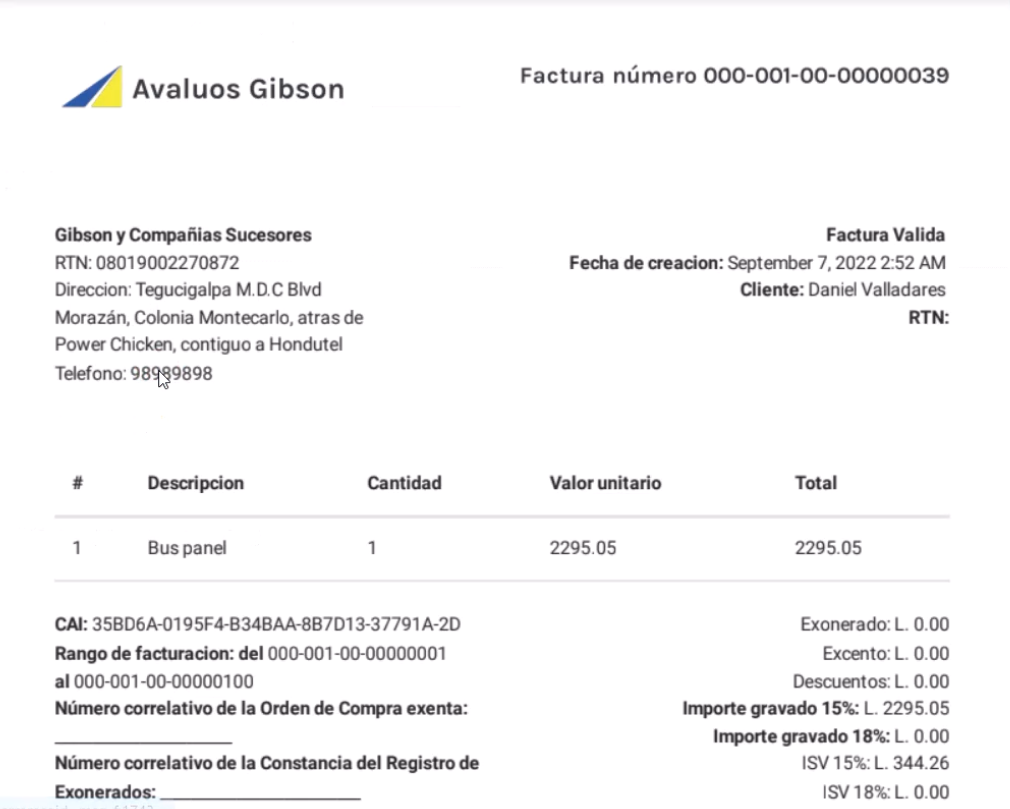 Avaluos Gibson
Factura número 000-001-00-00000039
Gibson y Compañias Sucesores
RTN: 08019002270872
Direccion: Tegucigalpa M.D.C Blvd
Morazán, Colonia Montecarlo, atras de
Power Chicken, contiguo a Hondutel
Telefono: 98989898
Factura Valida
Fecha de creacion: September 7, 2022 2:52 AM
Cliente: Daniel Valladares
RTN:
# Descripcion Cantidad Valor unitario Total
1 Bus panel 1 2295.05 2295.05
CAI: 35BD6A-0195F4-B34BAA-8B7D13-37791A-2D
Rango de facturacion: del 000-001-00-00000001
al 000-001-00-00000100
Número correlativo de la Orden de Compra exenta:
Número correlativo de la Constancia del Registro de
Exonerados:
Exonerado: L. 0.00
Excento: L. 0.00
Descuentos: L. 0.00
Importe gravado 15%: L. 2295.05
Importe gravado 18%: L. 0.00
ISV 15%: L. 344.26
ISV 18%: L. 0.00